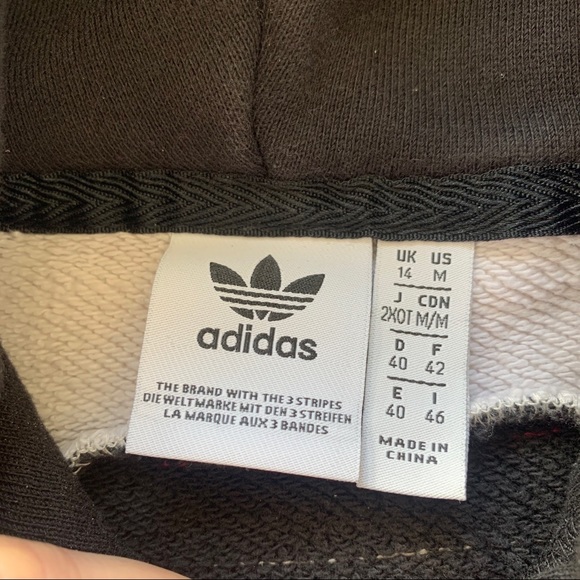 adidas
THE BRAND WITH THE 3 STRIPES
DIE WELTMARKE MIT DEN 3 STREIFEN
LA MARQUE AUX 3 BANDES
UK US
14 M
J CDN
2XOT M/M
D F
40 42
E I
40 46
MADE IN
CHINA